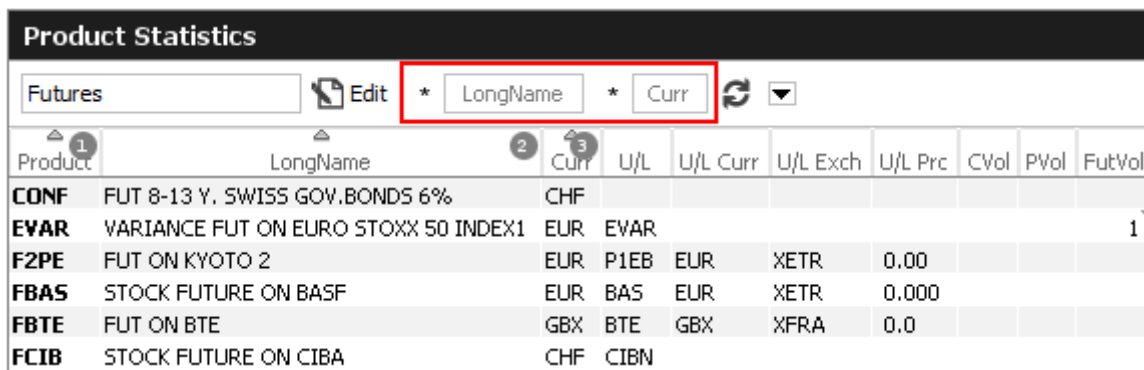 Product Statistics
Futures Edit * LongName * Curr
Product 1 LongName 2 Curr 3 U/L U/L Curr U/L Exch U/L Prc CVol PVol FutVol
CONF FUT 8-13 Y. SWISS GOV.BONDS 6% CHF
EVAR VARIANCE FUT ON EURO STOXX 50 INDEX1 EUR EVAR 1
F2PE FUT ON KYOTO 2 EUR P1EB EUR XETR 0.00
FBAS STOCK FUTURE ON BASF EUR BAS EUR XETR 0.000
FBTE FUT ON BTE GBX BTE GBX XFRA 0.0
FCIB STOCK FUTURE ON CIBA CHF CIBN